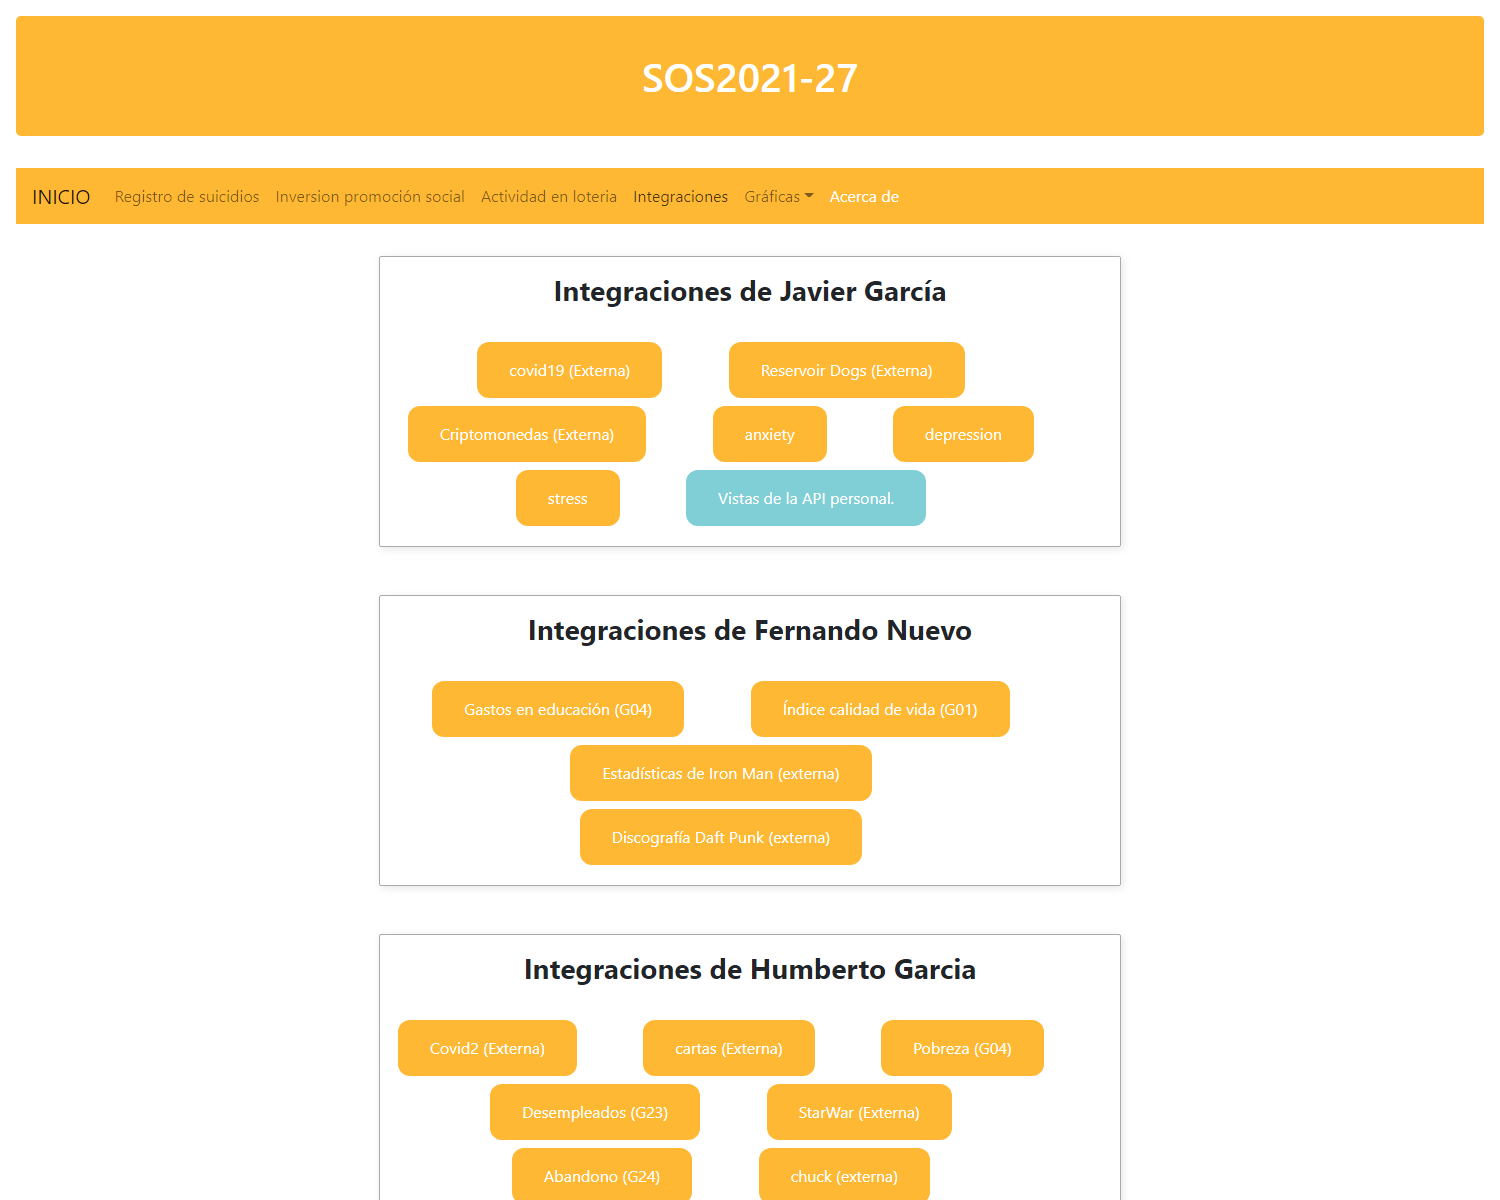 SOS2021-27
INICIO Registro de suicidios Inversion promoción social Actividad en loteria Integraciones Gráficas Acerca de
Integraciones de Javier García
covid19 (Externa) Reservoir Dogs (Externa)
Criptomonedas (Externa) anxiety depression
stress Vistas de la API personal.
Integraciones de Fernando Nuevo
Gastos en educación (G04) Índice calidad de vida (G01)
Estadísticas de Iron Man (externa)
Discografía Daft Punk (externa)
Integraciones de Humberto Garcia
Covid2 (Externa) cartas (Externa) Pobreza (G04)
Desempleados (G23) StarWar (Externa)
Abandono (G24) chuck (externa)